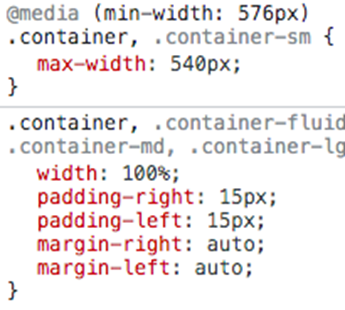 @media (min-width: 576px)
.container, .container-sm {
max-width: 540px;
}
.container, .container-fluid
.container-md, .container-lg
width: 100%;
padding-right: 15px;
padding-left: 15px;
margin-right: auto;
margin-left: auto;
}